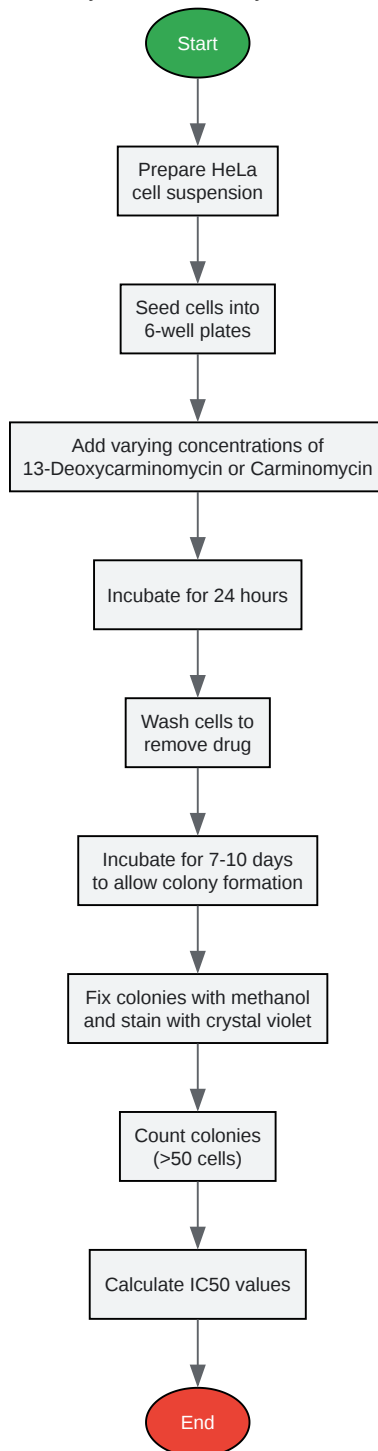 Start
Prepare HeLa
cell suspension
Seed cells into
6-well plates
Add varying concentrations of
13-Deoxycarminomycin or Carminomycin
Incubate for 24 hours
Wash cells to
remove drug
Incubate for 7-10 days
to allow colony formation
Fix colonies with methanol
and stain with crystal violet
Count colonies
(>50 cells)
Calculate IC50 values
End